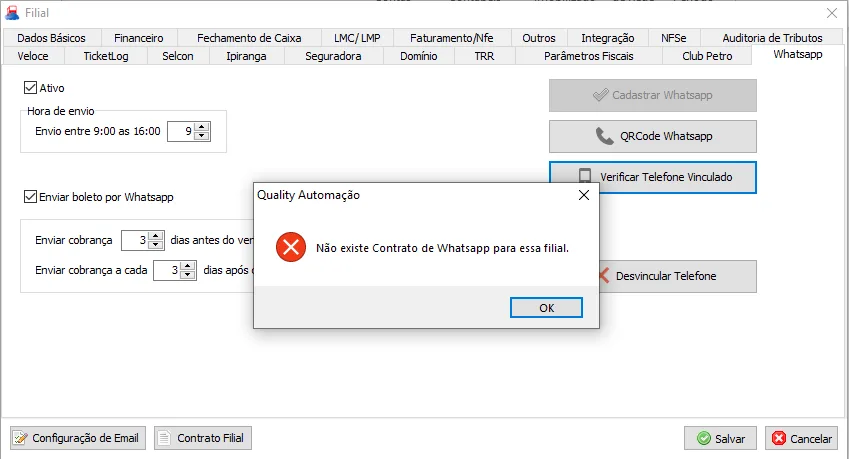 Filial
Dados Básicos Financeiro Fechamento de Caixa LMC/ LMP Faturamento/Nfe Outros Integração NFSe Auditoria de Tributos
Veloce TicketLog Selcon Ipiranga Seguradora Domínio TRR Parâmetros Fiscais Club Petro Whatsapp
Ativo
Hora de envio
Envio entre 9:00 as 16:00 9
Cadastrar Whatsapp
QRCode Whatsapp
Verificar Telefone Vinculado
Enviar boleto por Whatsapp
Enviar cobrança 3 dias antes do ven
Enviar cobrança a cada 3 dias após
Desvincular Telefone
Quality Automação
Não existe Contrato de Whatsapp para essa filial.
OK
Configuração de Email Contrato Filial Salvar Cancelar